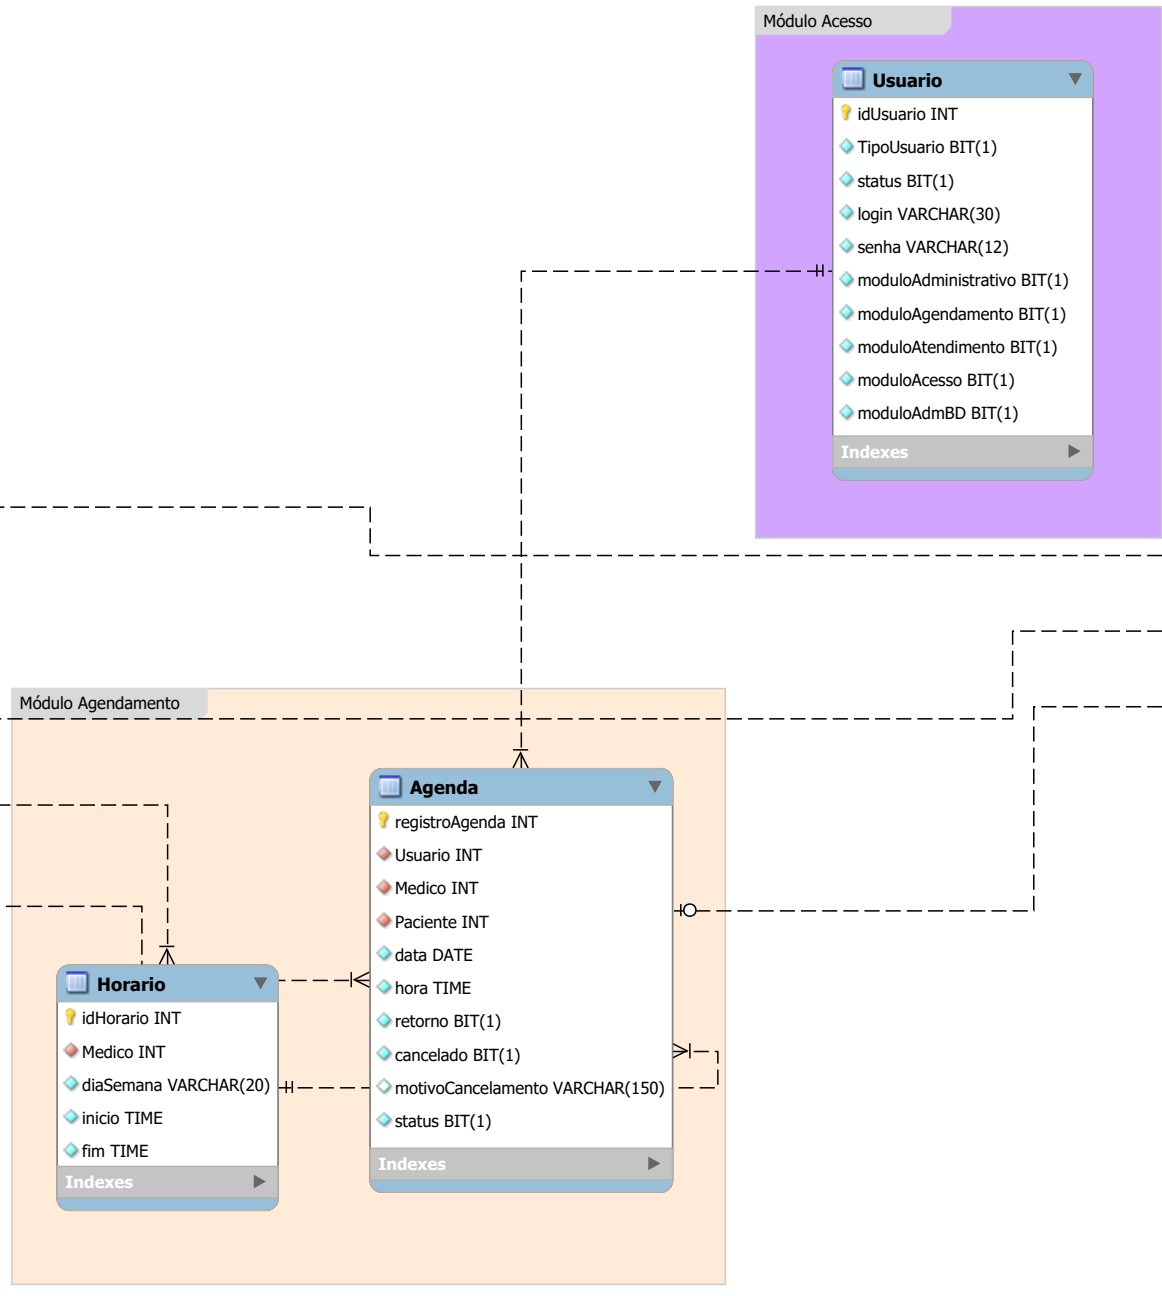 Módulo Acesso
Usuario
idUsuario INT
TipoUsuario BIT(1)
status BIT(1)
login VARCHAR(30)
senha VARCHAR(12)
moduloAdministrativo BIT(1)
moduloAgendamento BIT(1)
moduloAtendimento BIT(1)
moduloAcesso BIT(1)
moduloAdmBD BIT(1)
Indexes
Módulo Agendamento
Agenda
registroAgenda INT
Usuario INT
Medico INT
Paciente INT
data DATE
hora TIME
retorno BIT(1)
cancelado BIT(1)
motivoCancelamento VARCHAR(150)
status BIT(1)
Indexes
Horario
idHorario INT
Medico INT
diaSemana VARCHAR(20)
inicio TIME
fim TIME
Indexes